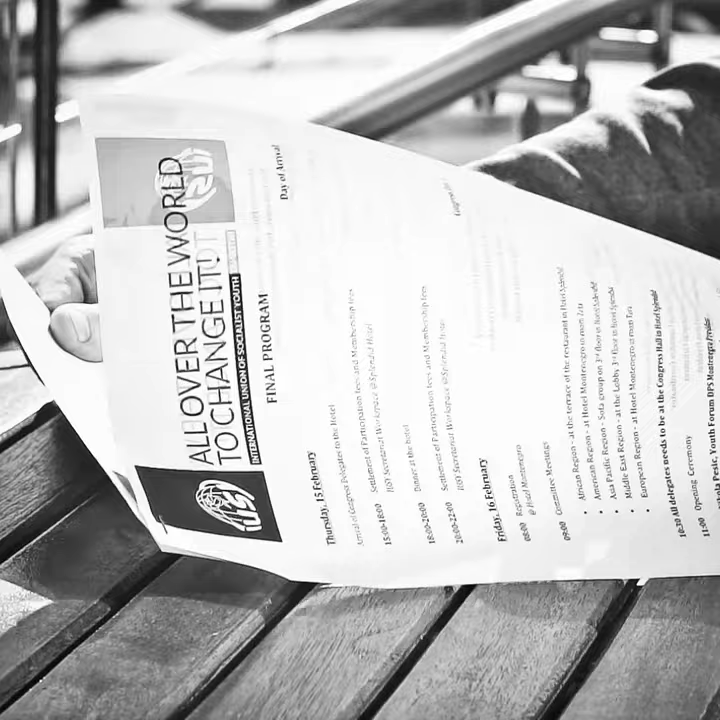 ALL OVER THE WORLD
TO CHANGE IT!
INTERNATIONAL UNION OF SOCIALIST YOUTH
IUSY
FINAL PROGRAM
Day of Arrival
Thursday, 15 February
Arrival of Congress Delegates to the Hotel
15:00-18:00 Settlement of Participation fees and Membership fees
IUSY Secretariat Workspace @ Splendid Hotel
18:00-20:00 Dinner at the hotel
20:00-22:00 Settlement of Participation fees and Membership fees
IUSY Secretariat Workspace @ Splendid Hotel
Friday, 16 February
08:00 Registration
@ Hotel Montenegro
09:00 Committee Meetings
• African Region - at the terrace of the restaurant in Hotel Splendid
• American Region - at Hotel Montenegro in room
• Asia Pacific Region - Sofa group on 3rd floor in Hotel Splendid
• Middle East Region - at the Lobby 3rd floor in Hotel Splendid
• European Region - at Hotel Montenegro in room Tara
10:30 All delegates needs to be at the Congress Hall in Hotel Splendid
11:00 Opening Ceremony
Pesic, Youth Forum DPS Montenegro